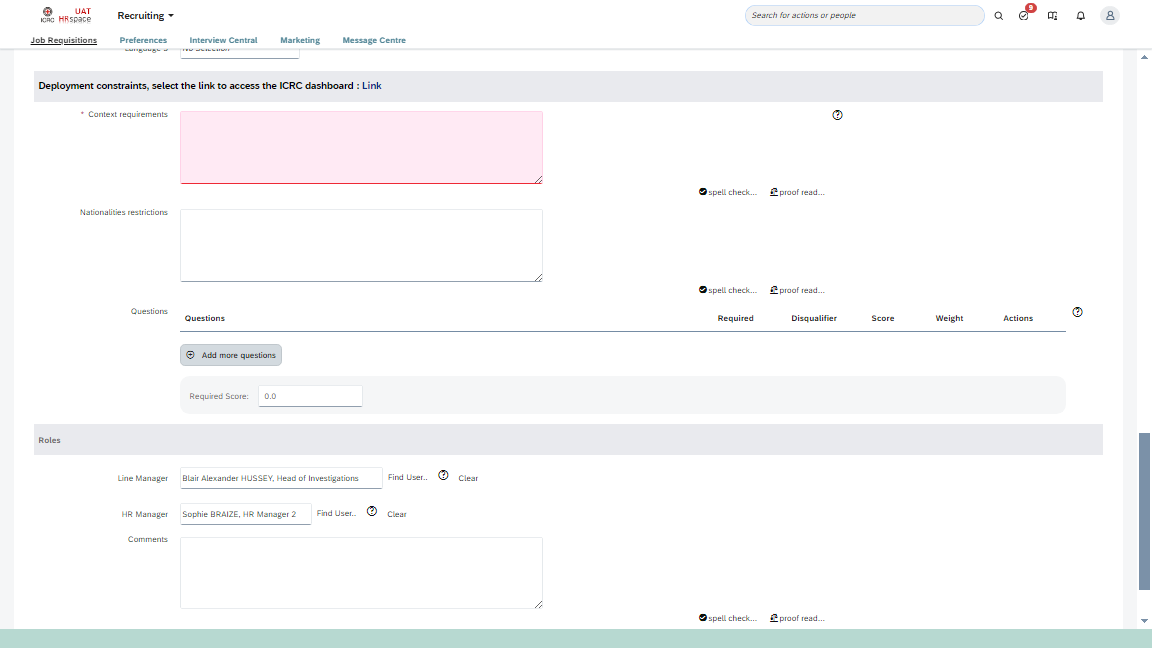 ICRC
UAT
HRspace
Recruiting
Search for actions or people
9
Job Requisitions
Preferences
Interview Central
Marketing
Message Centre
Language 5
No Selection
Deployment constraints, select the link to access the ICRC dashboard : Link
* Context requirements
spell check...
proof read...
Nationalities restrictions
spell check...
proof read...
Questions
Questions
Required
Disqualifier
Score
Weight
Actions
Add more questions
Required Score:
0.0
Roles
Line Manager
Blair Alexander HUSSEY, Head of Investigations
Find User..
Clear
HR Manager
Sophie BRAIZE, HR Manager 2
Find User..
Clear
Comments
spell check...
proof read...